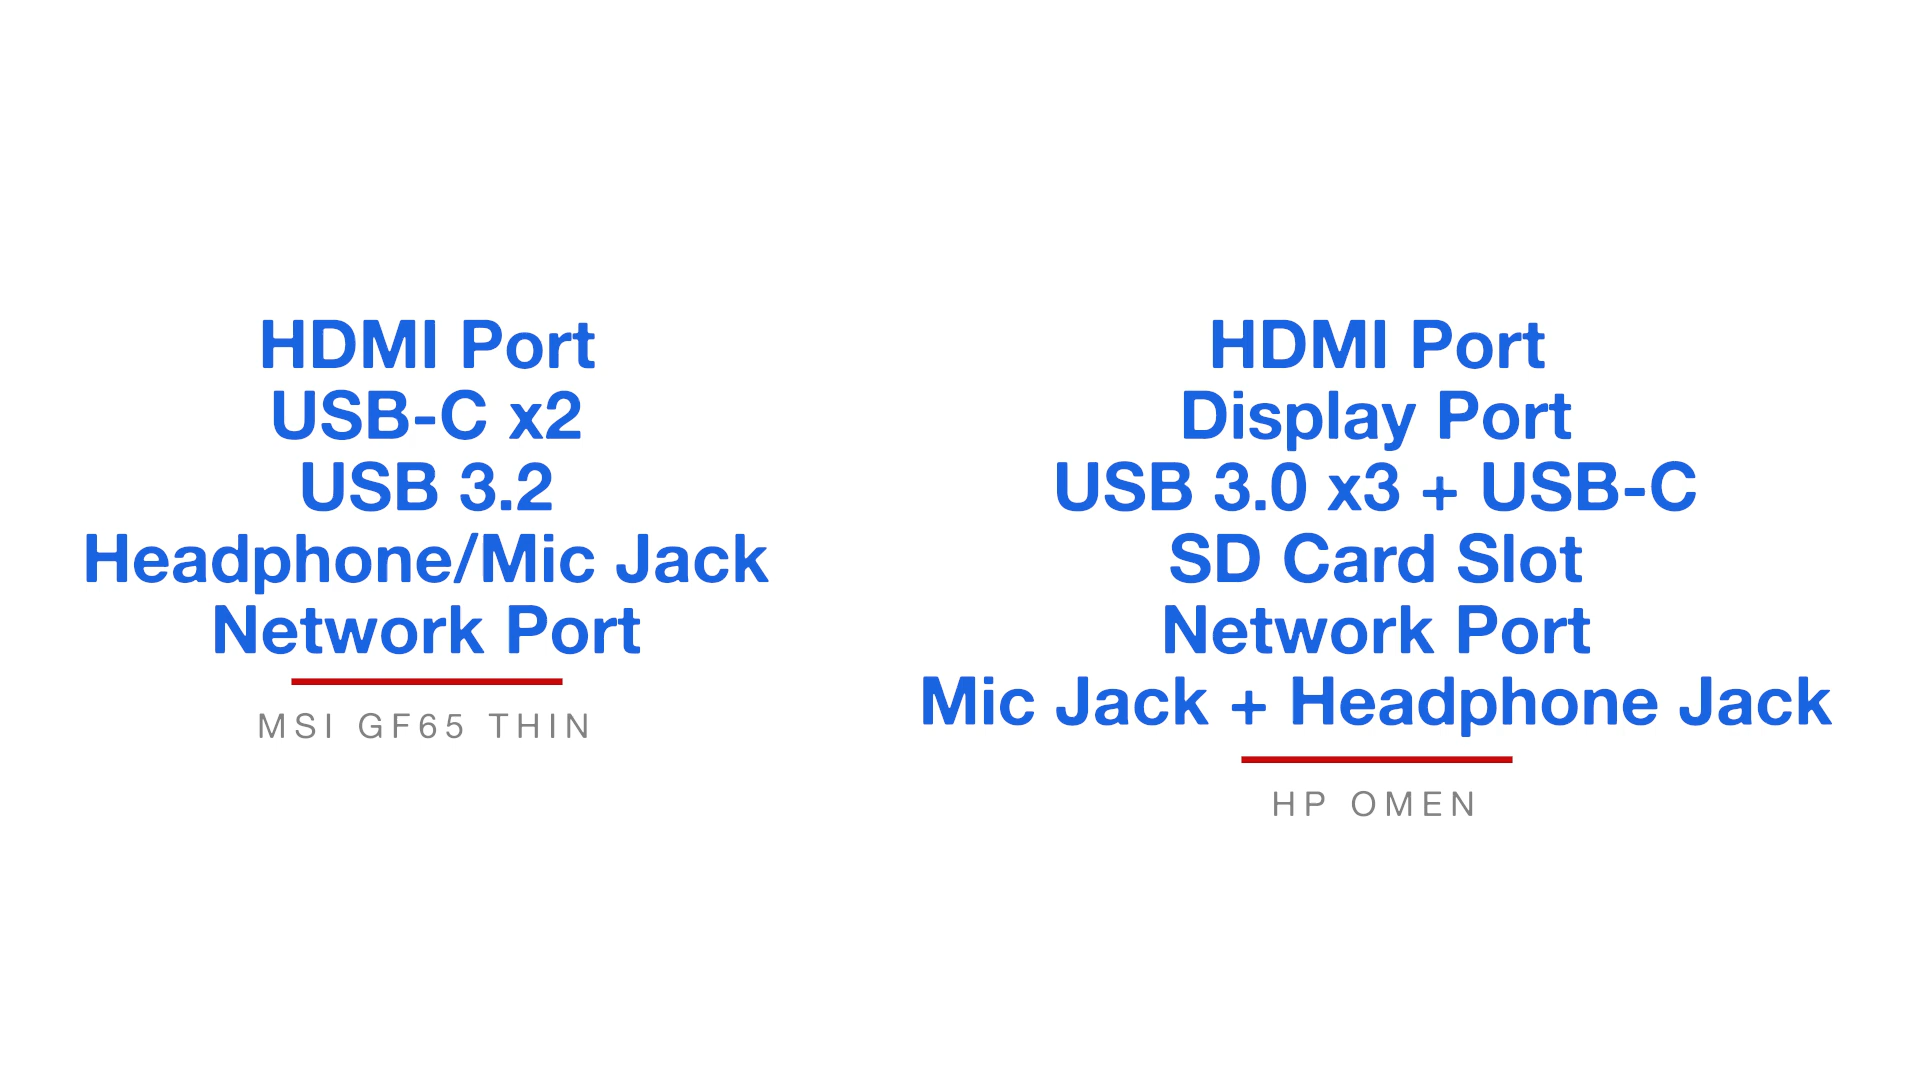 HDMI Port
USB-C x2
USB 3.2
Headphone/Mic Jack
Network Port
MSI GF65 THIN
HDMI Port
Display Port
USB 3.0 x3 + USB-C
SD Card Slot
Network Port
Mic Jack + Headphone Jack
HP OMEN